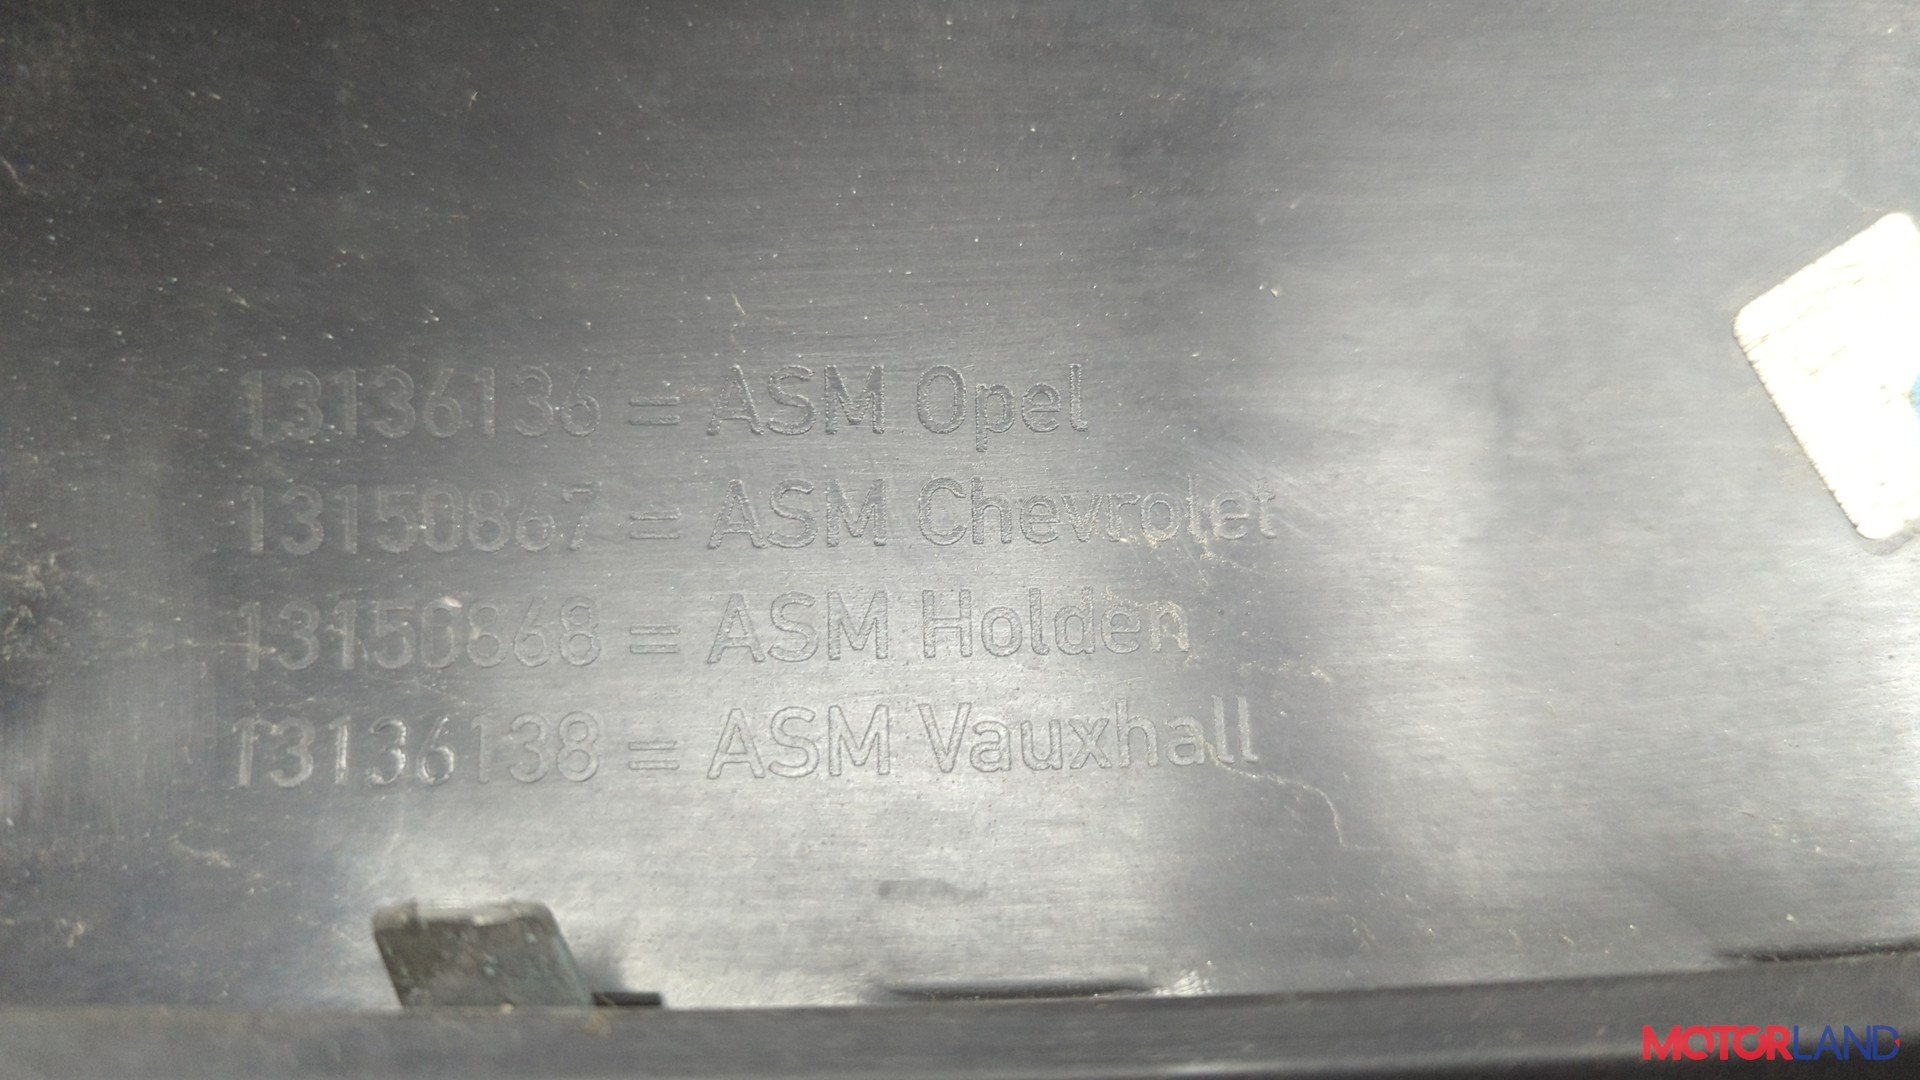 13136136 = ASM Opel
13150867 = ASM Chevrolet
13150868 = ASM Holden
13136138 = ASM Vauxhall
MOTORLAND